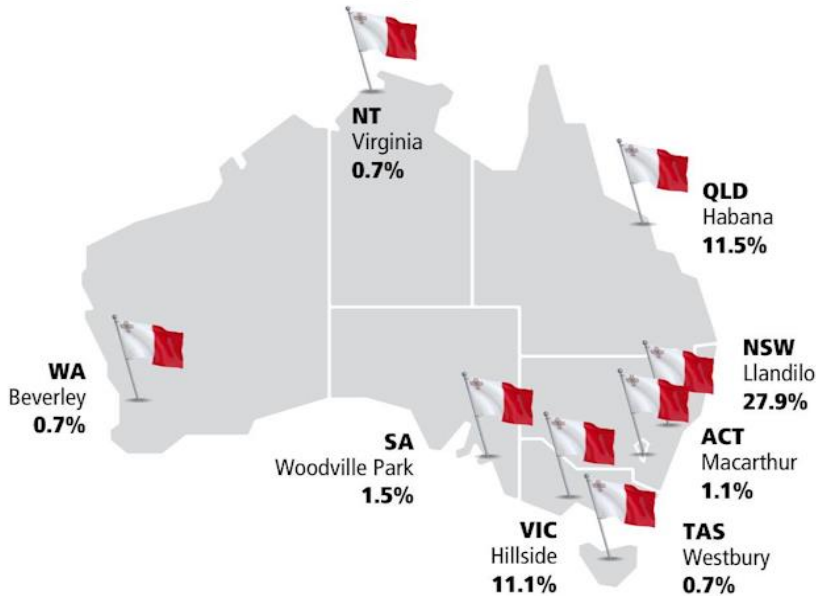 NT
Virginia
0.7%
QLD
Habana
11.5%
WA
Beverley
0.7%
NSW
Llandilo
27.9%
SA
Woodville Park
1.5%
ACT
Macarthur
1.1%
VIC
Hillside
11.1%
TAS
Westbury
0.7%